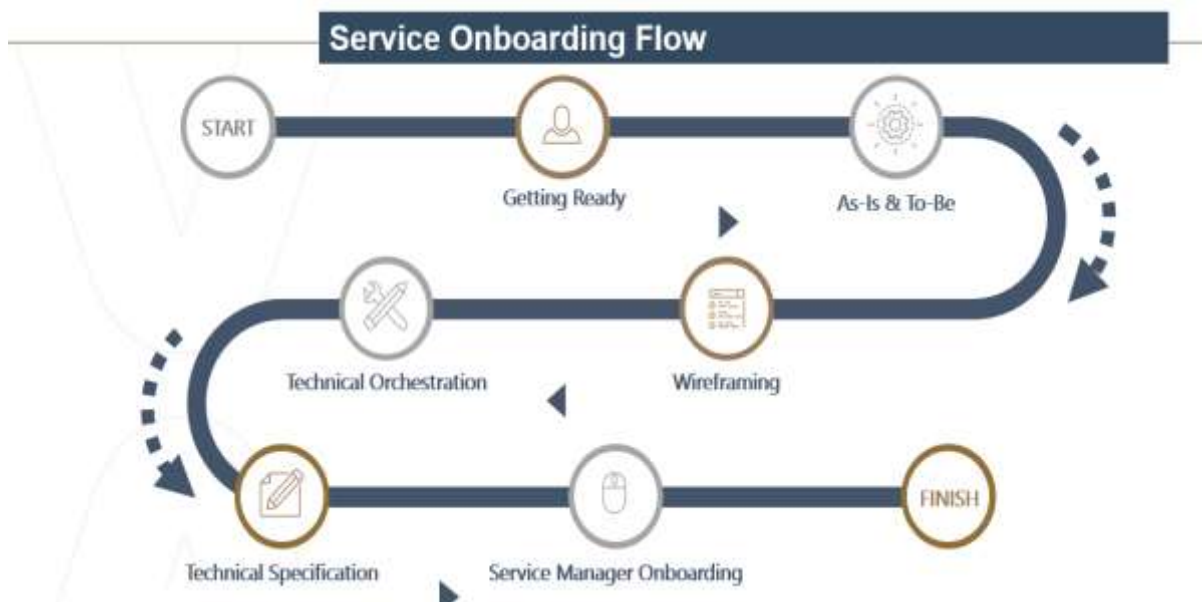 Service Onboarding Flow
START
Getting Ready
As-Is & To-Be
Technical Orchestration
Wireframing
FINISH
Technical Specification
Service Manager Onboarding